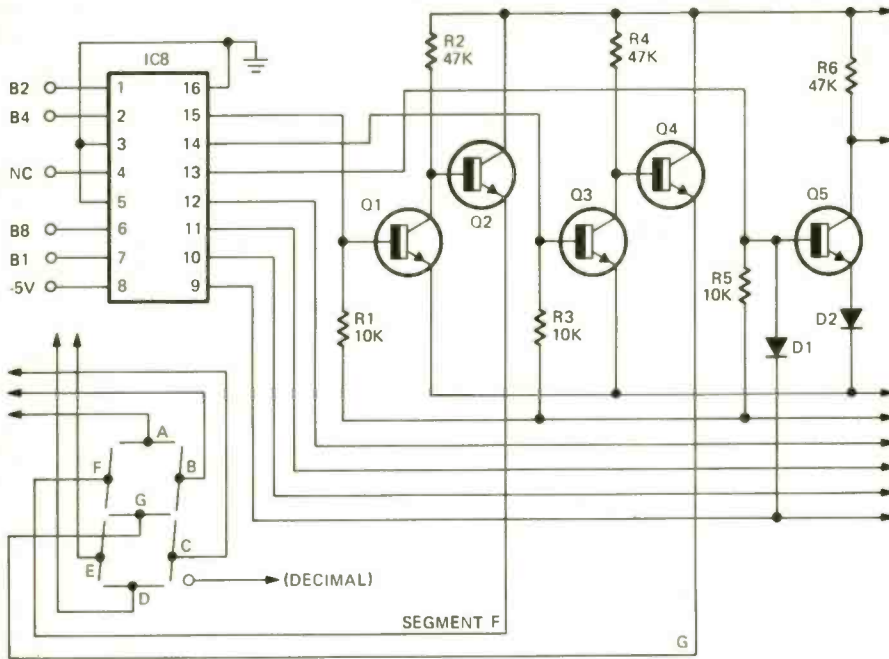 IC8
B2
B4
NC
B8
B1
-5V
1
2
3
4
5
6
7
8
16
15
14
13
12
11
10
9
R2
47K
R4
47K
R6
47K
Q1
Q2
Q3
Q4
Q5
R1
10K
R3
10K
R5
10K
D1
D2
A
F
B
G
E
C
D
(DECIMAL)
SEGMENT F
G